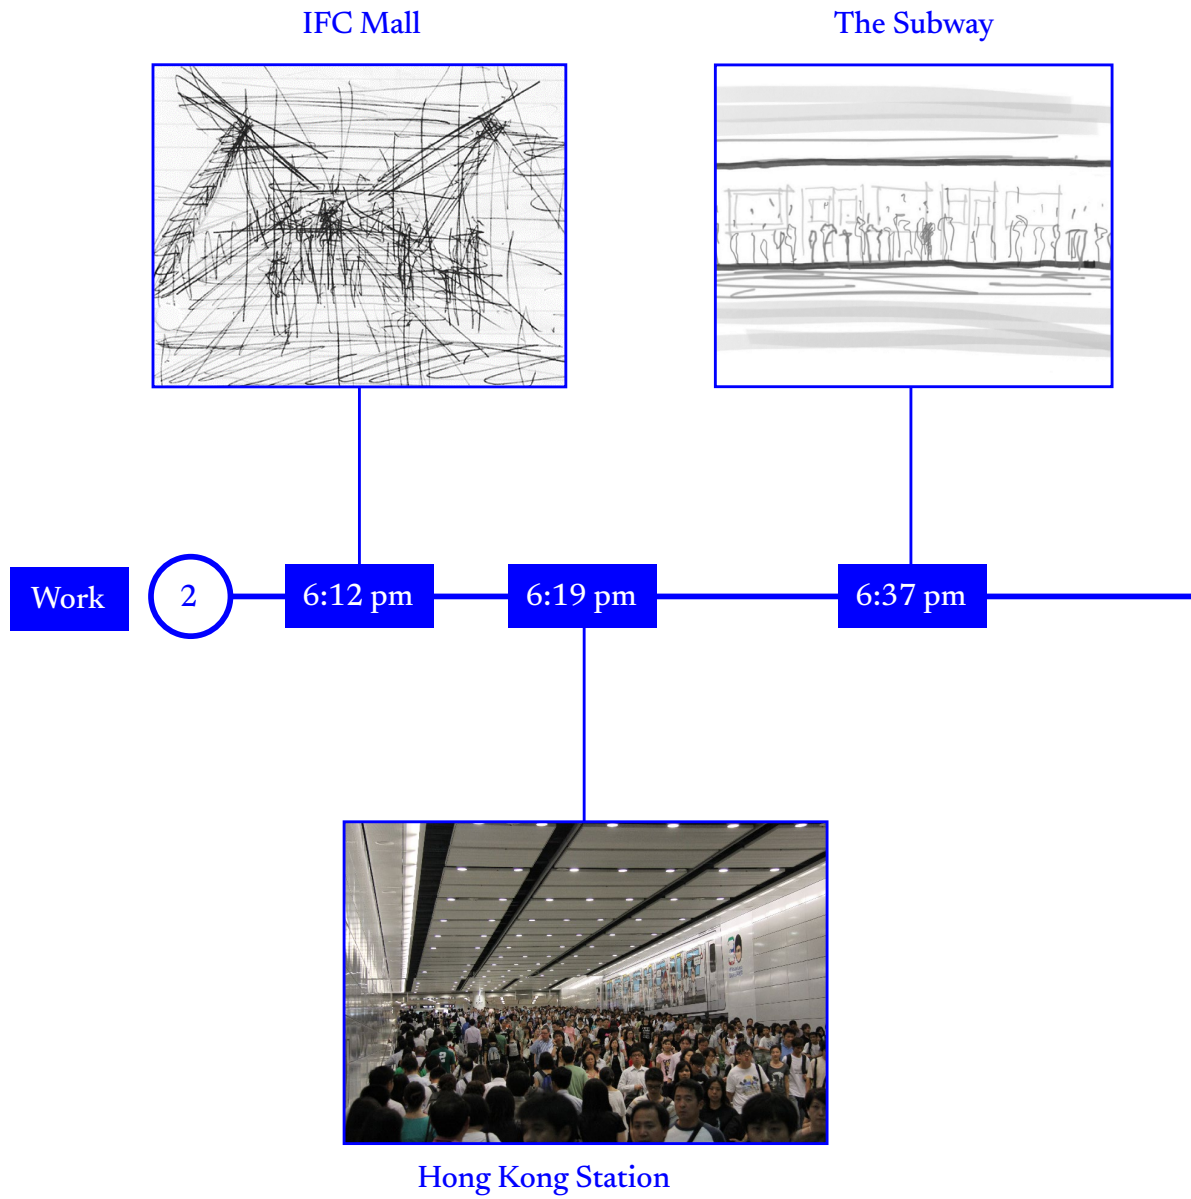 IFC Mall
The Subway
Work
2
6:12 pm
6:19 pm
6:37 pm
Hong Kong Station